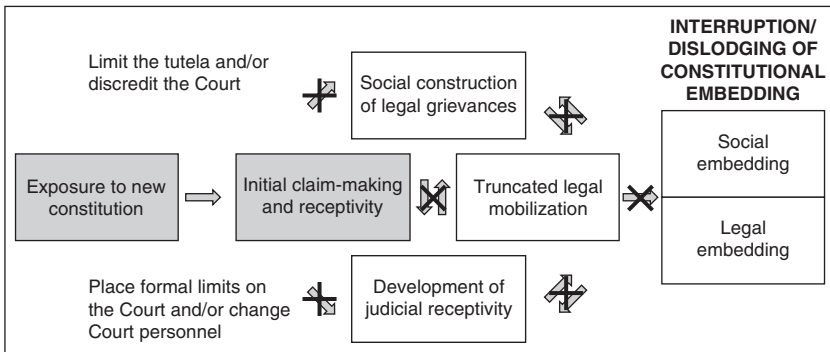 Limit the tutela and/or
discredit the Court
Social construction
of legal grievances
INTERRUPTION/
DISLODGING OF
CONSTITUTIONAL
EMBEDDING
Exposure to new
constitution
Initial claim-making
and receptivity
Truncated legal
mobilization
Social
embedding
Legal
embedding
Place formal limits on
the Court and/or change
Court personnel
Development of
judicial receptivity